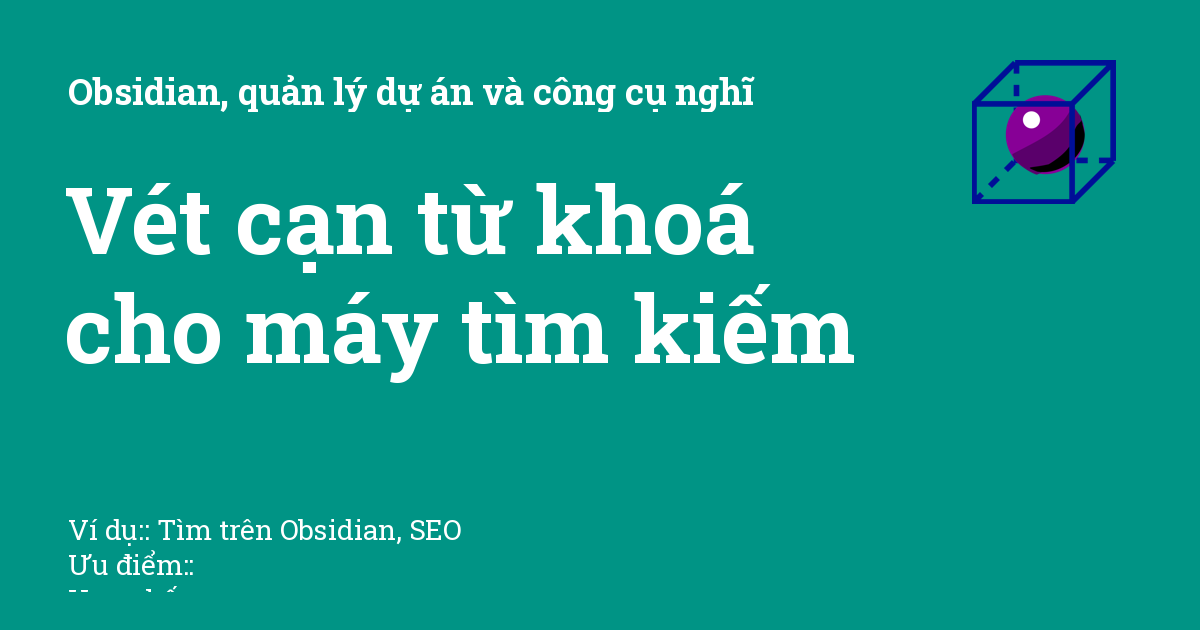 Obsidian, quản lý dự án và công cụ nghĩ
Vét cạn từ khoá
cho máy tìm kiếm
Ví dụ:: Tìm trên Obsidian, SEO
Ưu điểm::